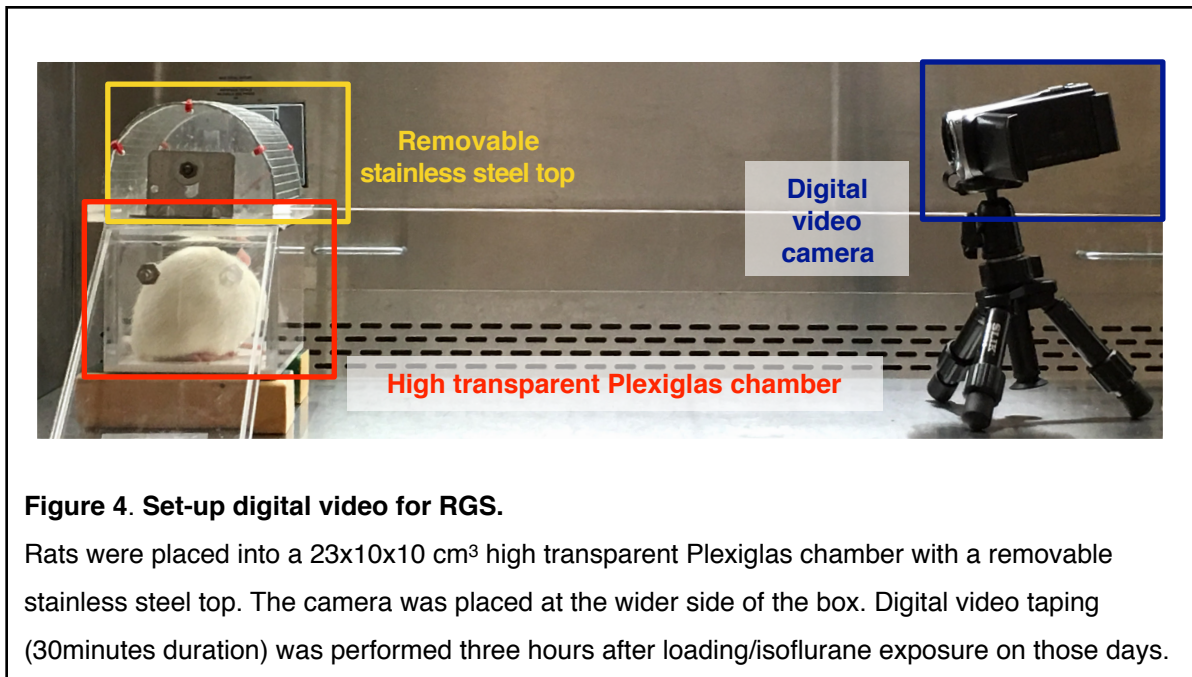 Removable
stainless steel top
Digital
video
camera
High transparent Plexiglas chamber
Figure 4. Set-up digital video for RGS.
Rats were placed into a 23x10x10 cm³ high transparent Plexiglas chamber with a removable
stainless steel top. The camera was placed at the wider side of the box. Digital video taping
(30minutes duration) was performed three hours after loading/isoflurane exposure on those days.